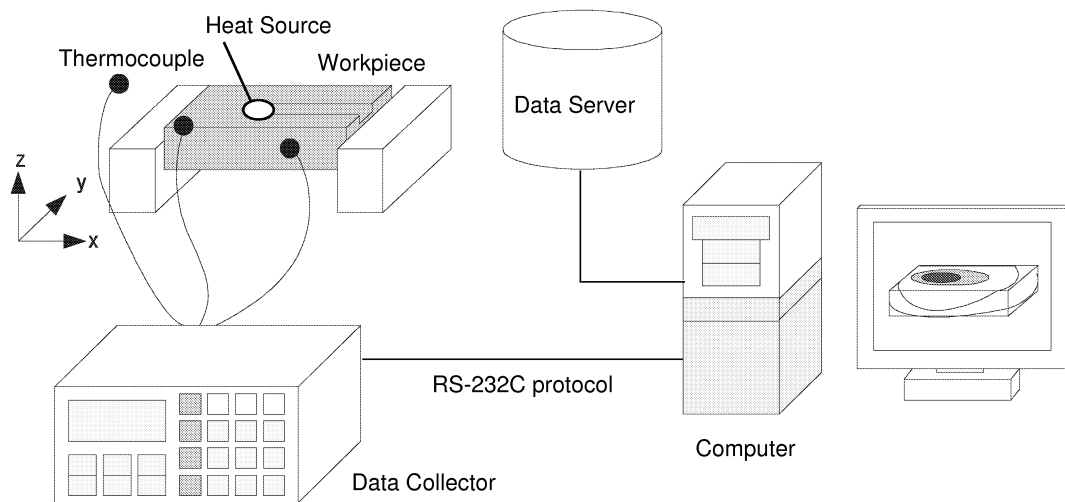 Heat Source
Thermocouple
Workpiece
Data Server
z
y
x
RS-232C protocol
Computer
Data Collector